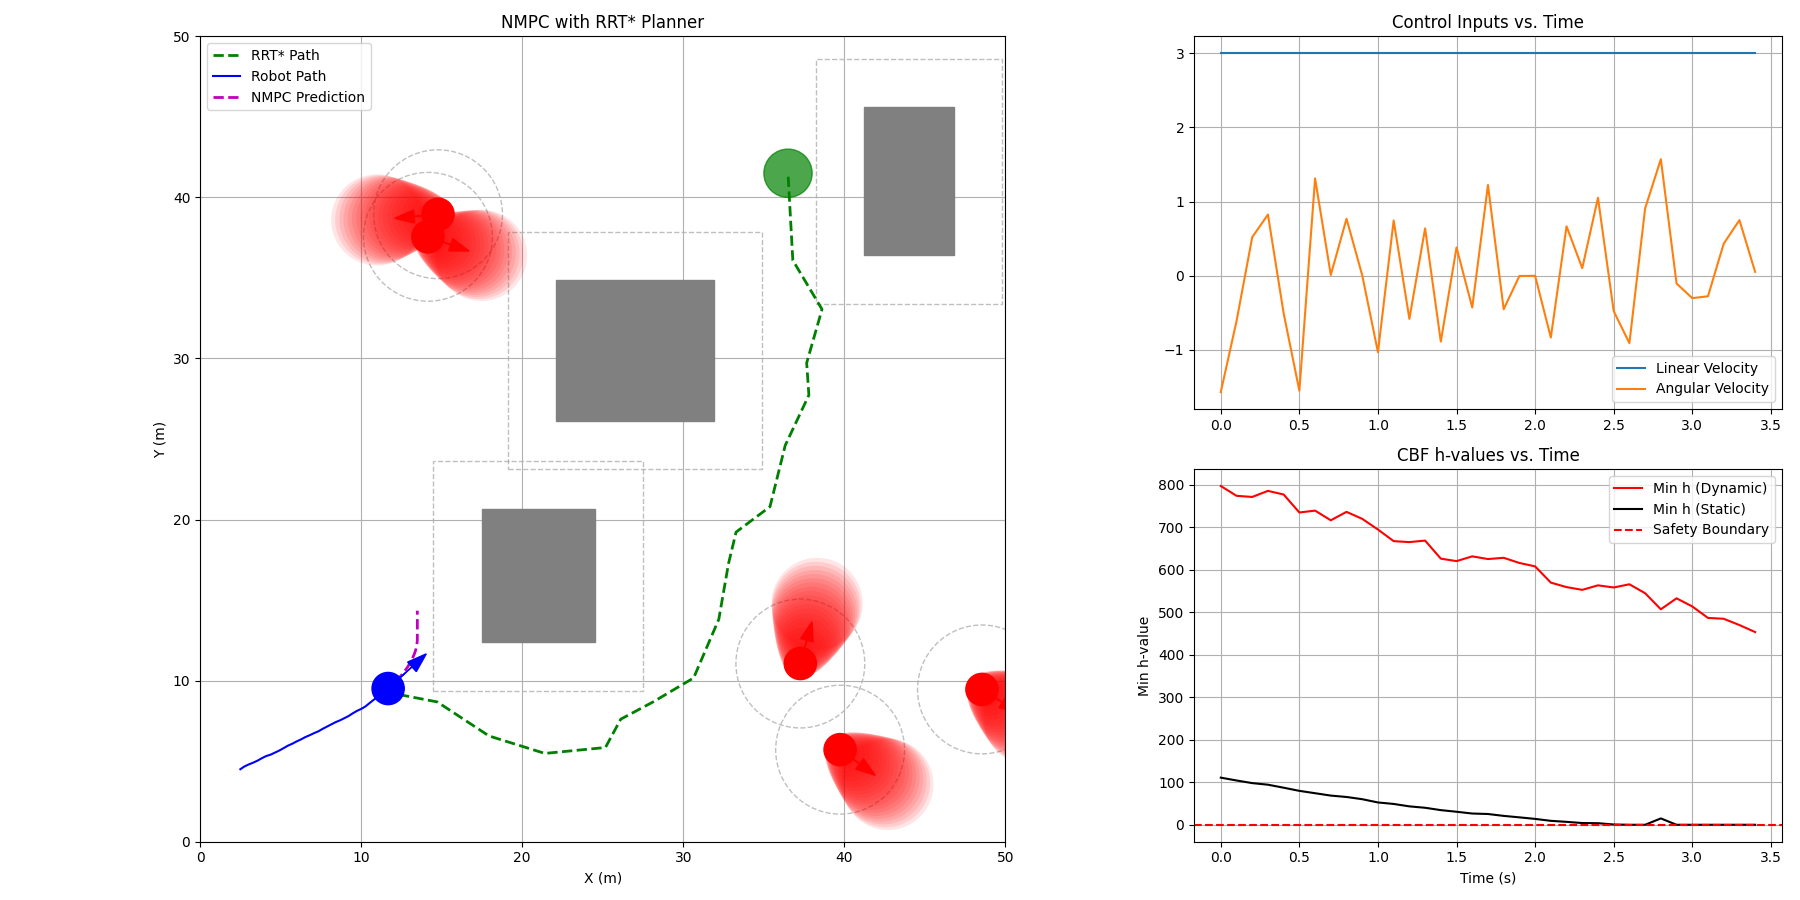 NMPC with RRT* Planner
RRT* Path
Robot Path
NMPC Prediction
Y (m)
50
40
30
20
10
0
0 10 20 30 40 50
X (m)
Control Inputs vs. Time
3
2
1
0
−1
Linear Velocity
Angular Velocity
0.0 0.5 1.0 1.5 2.0 2.5 3.0 3.5
CBF h-values vs. Time
Min h (Dynamic)
Min h (Static)
Safety Boundary
Min h-value
800
700
600
500
400
300
200
100
0
0.0 0.5 1.0 1.5 2.0 2.5 3.0 3.5
Time (s)